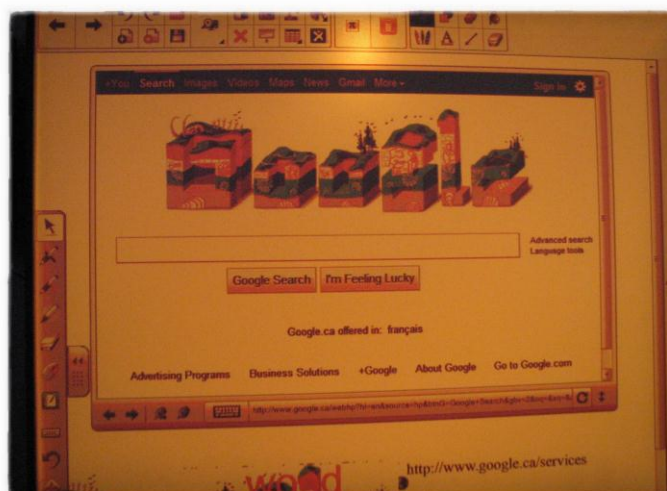 +You Search Images Videos Maps News Gmail More
Sign in
Google
Advanced search
Language tools
Google Search I'm Feeling Lucky
Google.ca offered in: français
Advertising Programs Business Solutions +Google About Google Go to Google.com
http://www.google.ca/services